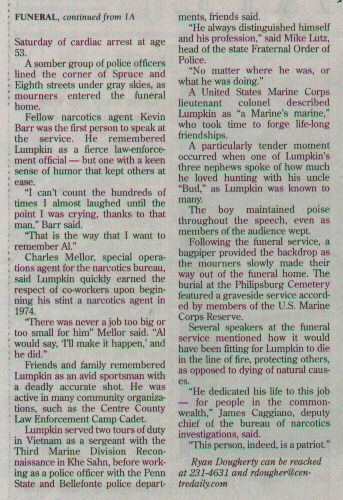 FUNERAL, continued from 1A
Saturday of cardiac arrest at age
53.
A somber group of police officers
lined the corner of Spruce and
Eighth streets under gray skies, as
mourners entered the funeral
home.
Fellow narcotics agent Kevin
Barr was the first person to speak at
the service. He remembered
Lumpkin as a fierce law-enforce-
ment official — but one with a keen
sense of humor that kept others at
ease.
"I can't count the hundreds of
times I almost laughed until the
point I was crying, thanks to that
man," Barr said.
"That is the way that I want to
remember Al."
Charles Mellor, special opera-
tions agent for the narcotics bureau,
said Lumpkin quickly earned the
respect of co-workers upon begin-
ning his stint a narcotics agent in
1974.
"There was never a job too big or
too small for him" Mellor said. "Al
would say, 'I'll make it happen,' and
he did."
Friends and family remembered
Lumpkin as an avid sportsman with
a deadly accurate shot. He was
active in many community organiza-
tions, such as the Centre County
Law Enforcement Camp Cadet.
Lumpkin served two tours of duty
in Vietnam as a sergeant with the
Third Marine Division Recon-
naissance in Khe Sahn, before work-
ing as a police officer with the Penn
State and Bellefonte police depart-
ments, friends said.
"He always distinguished himself
and his profession," said Mike Lutz,
head of the state Fraternal Order of
Police.
"No matter where he was, or
what he was doing."
A United States Marine Corps
lieutenant colonel described
Lumpkin as "a Marine's marine,"
who took time to forge life-long
friendships.
A particularly tender moment
occurred when one of Lumpkin's
three nephews spoke of how much
he loved hunting with his uncle
"Bud," as Lumpkin was known to
many.
The boy maintained poise
throughout the speech, even as
members of the audience wept.
Following the funeral service, a
bagpiper provided the backdrop as
the mourners slowly made their
way out of the funeral home. The
burial at the Philipsburg Cemetery
featured a graveside service accord-
ed by members of the U.S. Marine
Corps Reserve.
Several speakers at the funeral
service mentioned how it would
have been fitting for Lumpkin to die
in the line of fire, protecting others,
as opposed to dying of natural caus-
es.
"He dedicated his life to this job
— for people in the common-
wealth," James Caggiano, deputy
chief of the bureau of narcotics
investigations, said.
"This person, indeed, is a patriot."
Ryan Dougherty can be reached
at 231-4631 and rdougher@cen-
tredaily.com